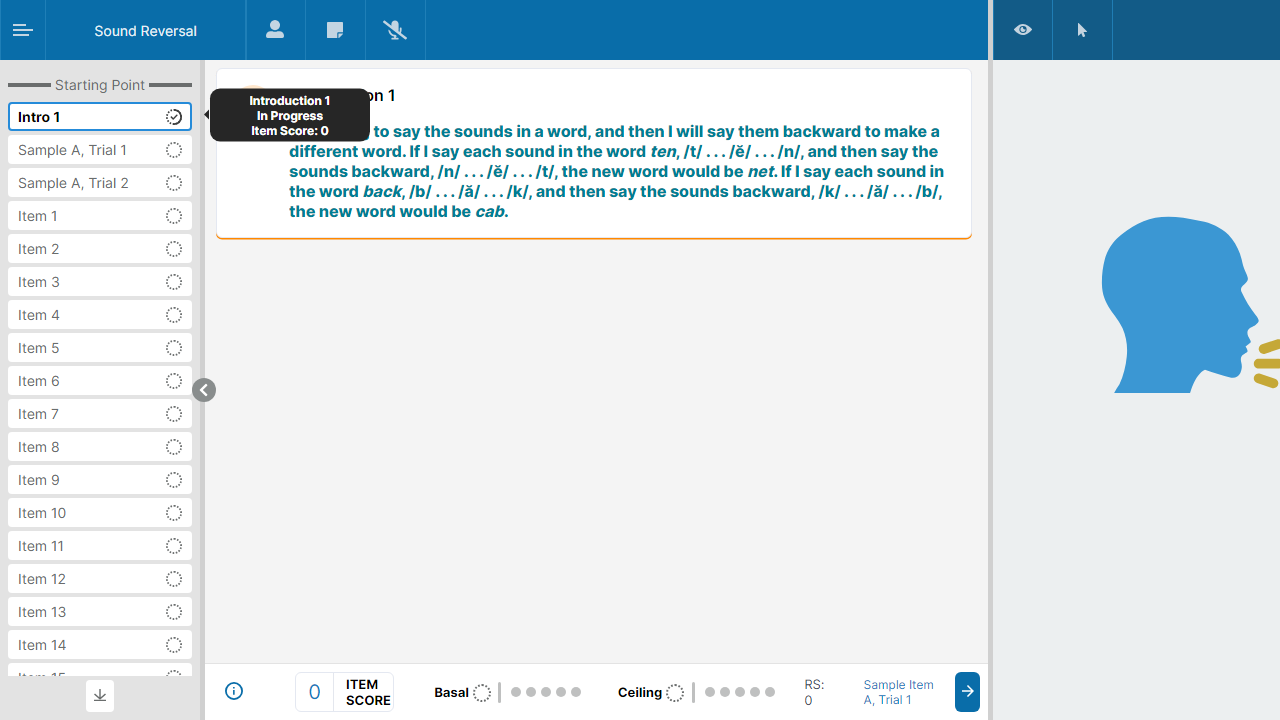 Sound Reversal
Starting Point
Intro 1
Sample A, Trial 1
Sample A, Trial 2
Item 1
Item 2
Item 3
Item 4
Item 5
Item 6
Item 7
Item 8
Item 9
Item 10
Item 11
Item 12
Item 13
Item 14
Introduction 1
In Progress
Item Score: 0
on 1
to say the sounds in a word, and then I will say them backward to make a
different word. If I say each sound in the word ten, /t/ . . . /ĕ/ . . . /n/, and then say the
sounds backward, /n/ . . . /ĕ/ . . . /t/, the new word would be net. If I say each sound in
the word back, /b/ . . . /ă/ . . . /k/, and then say the sounds backward, /k/ . . . /ă/ . . . /b/,
the new word would be cab.
0
ITEM
SCORE
Basal
Ceiling
RS:
0
Sample Item
A, Trial 1